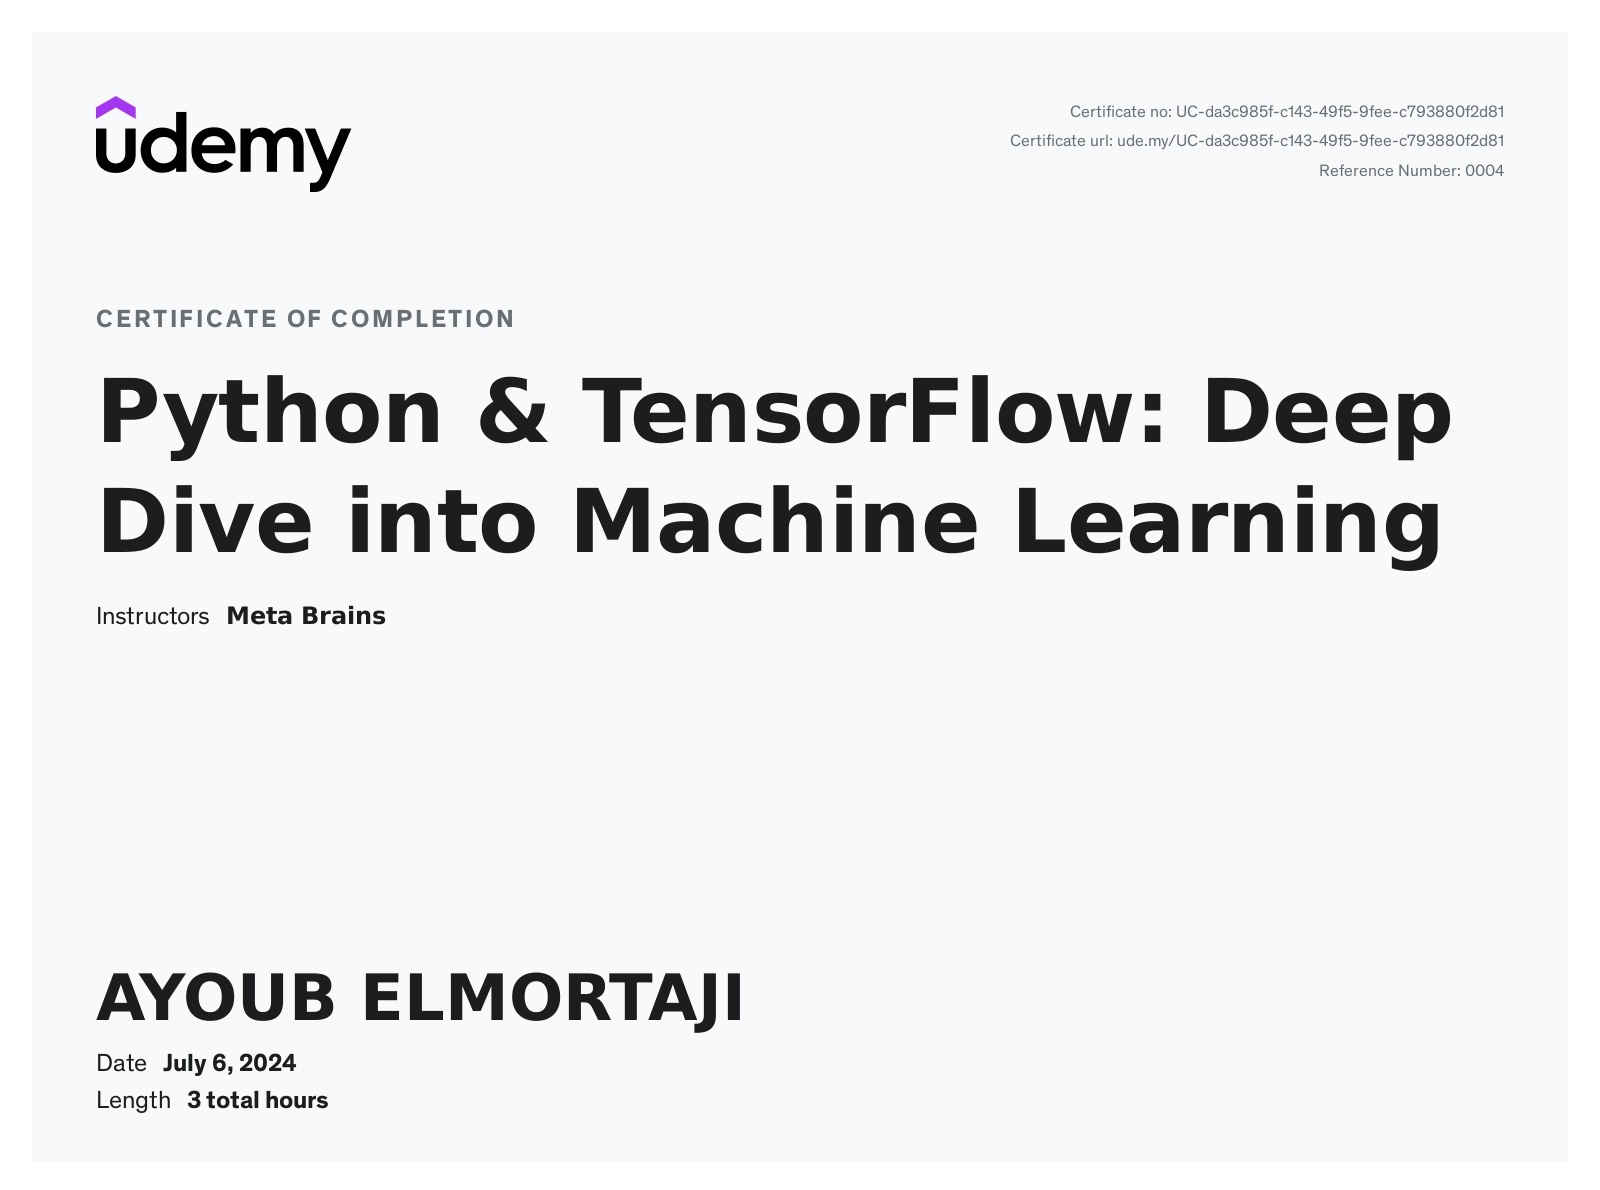 udemy
Certificate no: UC-da3c985f-c143-49f5-9fee-c793880f2d81
Certificate url: ude.my/UC-da3c985f-c143-49f5-9fee-c793880f2d81
Reference Number: 0004
CERTIFICATE OF COMPLETION
Python & TensorFlow: Deep
Dive into Machine Learning
Instructors Meta Brains
AYOUB ELMORTAJI
Date July 6, 2024
Length 3 total hours